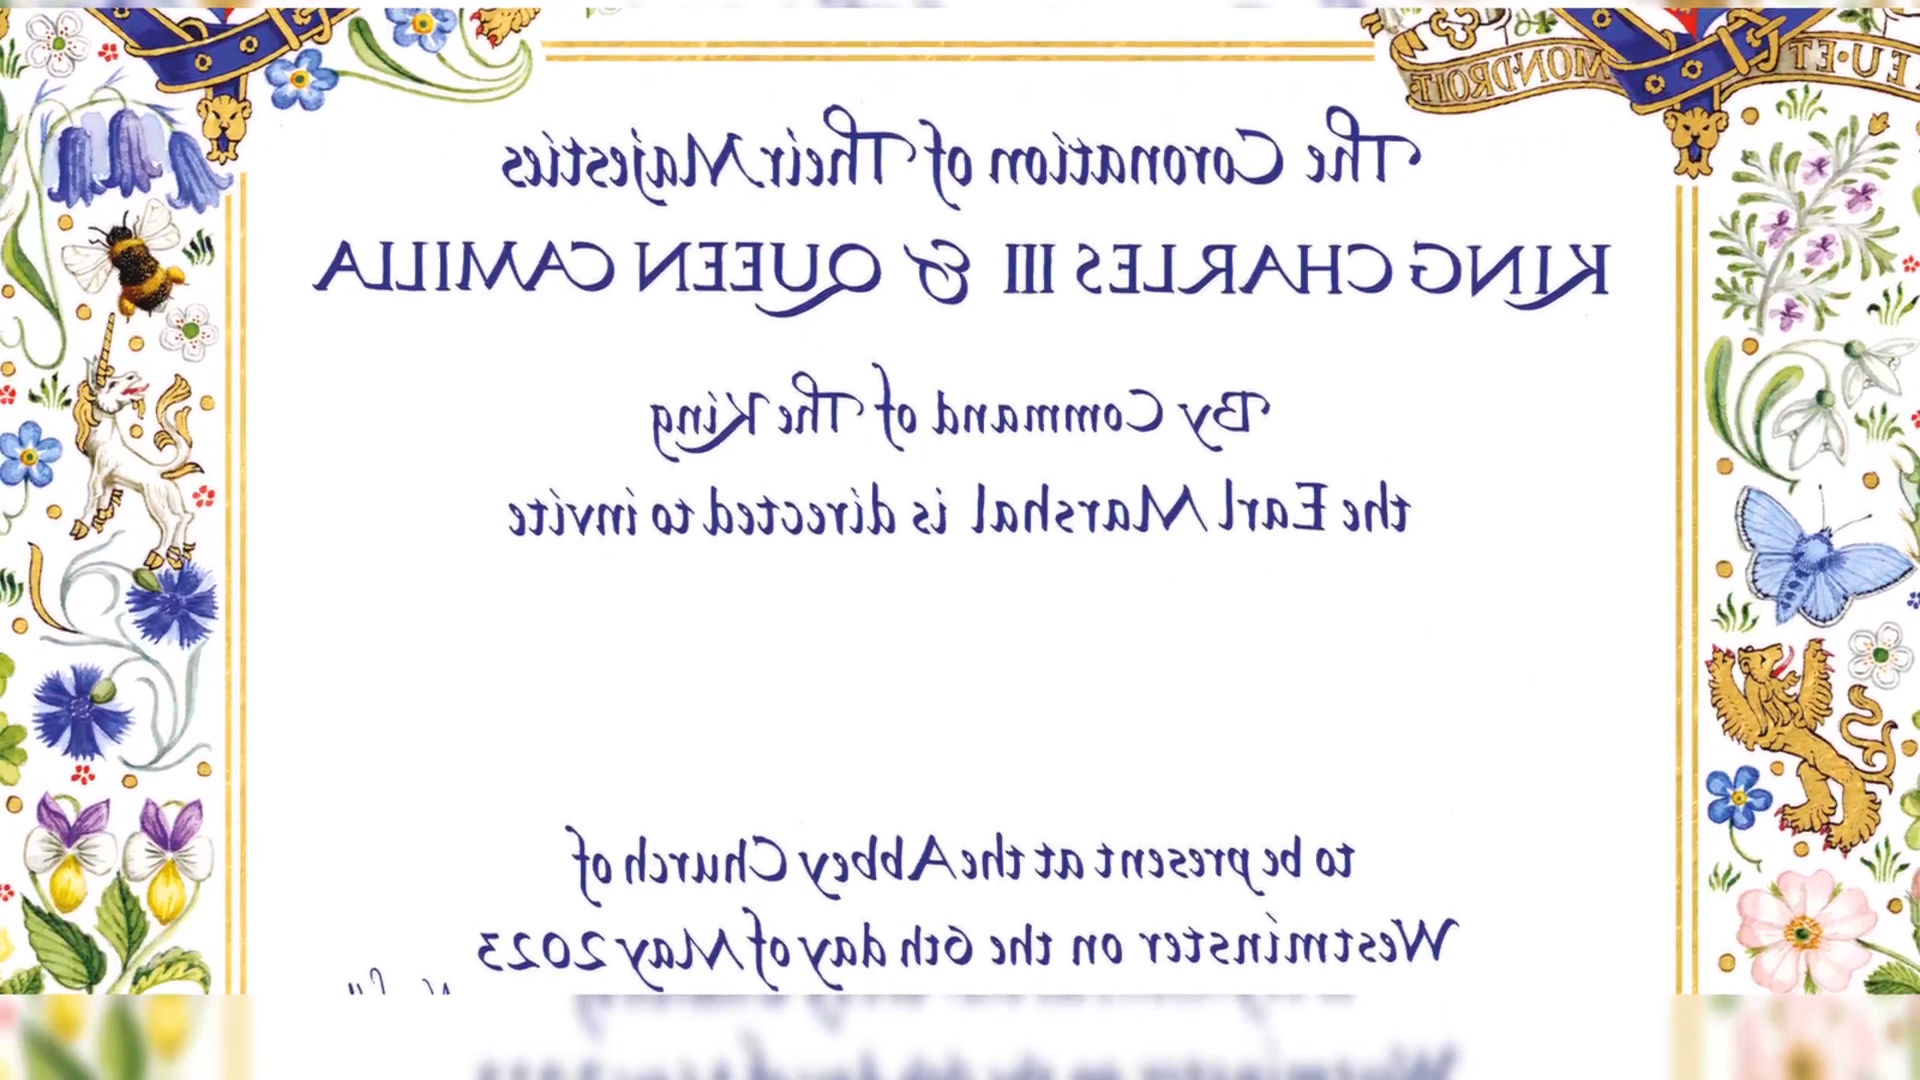 EU·ET MON·DROIT·
The Coronation of Their Majesties
KING CHARLES III & QUEEN CAMILLA
By Command of The King
the Earl Marshal is directed to invite
to be present at the Abbey Church of
Westminster on the 6th day of May 2023